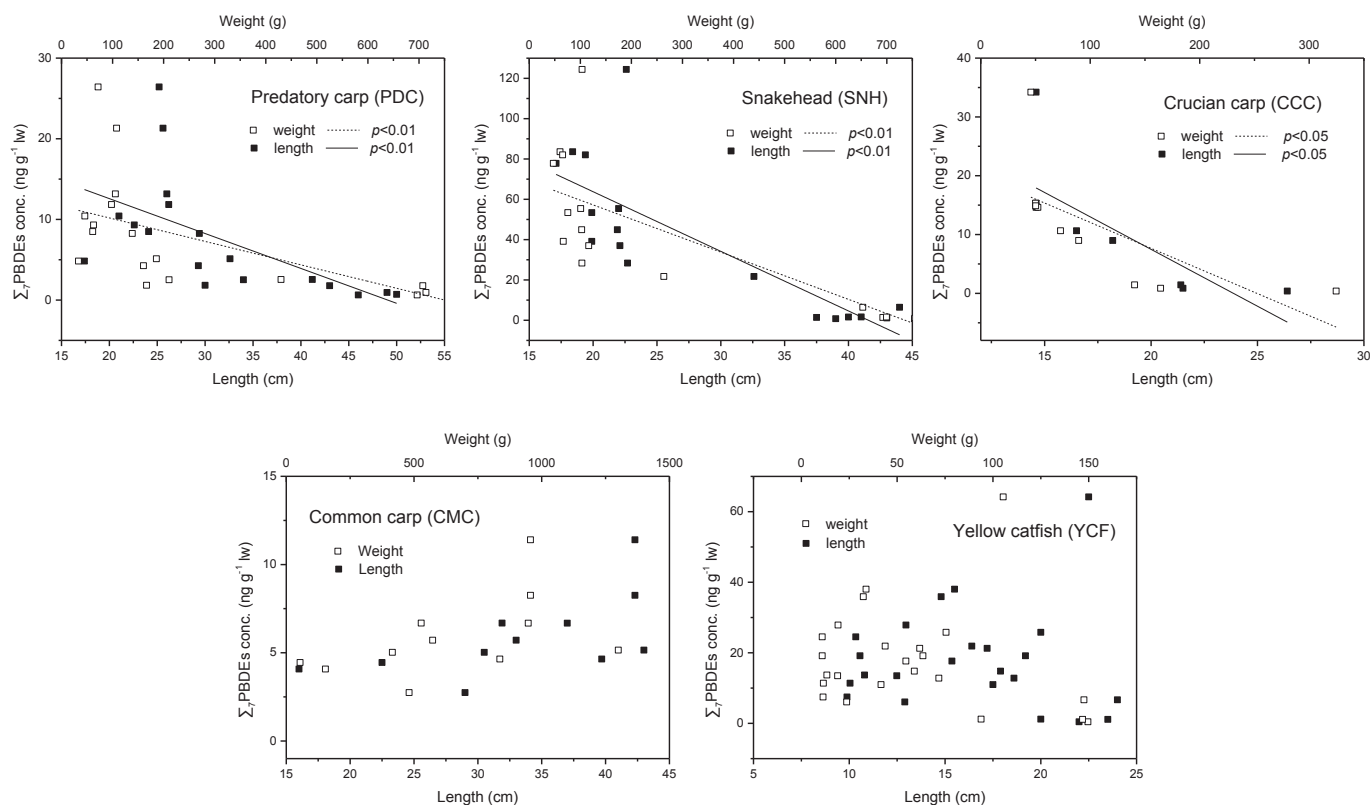 Weight (g)
0 100 200 300 400 500 600 700
30
20
10
0
Σ7PBDEs conc. (ng g-1 lw)
Predatory carp (PDC)
weight p<0.01
length p<0.01
15 20 25 30 35 40 45 50 55
Length (cm)
Weight (g)
0 100 200 300 400 500 600 700
120
100
80
60
40
20
0
Σ7PBDEs conc. (ng g-1 lw)
Snakehead (SNH)
weight p<0.01
length p<0.01
15 20 25 30 35 40 45
Length (cm)
Weight (g)
0 100 200 300
40
30
20
10
0
Σ7PBDEs conc. (ng g-1 lw)
Crucian carp (CCC)
weight p<0.05
length p<0.05
15 20 25 30
Length (cm)
Weight (g)
0 500 1000 1500
15
10
5
0
Σ7PBDEs conc. (ng g-1 lw)
Common carp (CMC)
Weight
Length
15 20 25 30 35 40 45
Length (cm)
Weight (g)
0 50 100 150
60
40
20
0
Σ7PBDEs conc. (ng g-1 lw)
weight
length
Yellow catfish (YCF)
5 10 15 20 25
Length (cm)